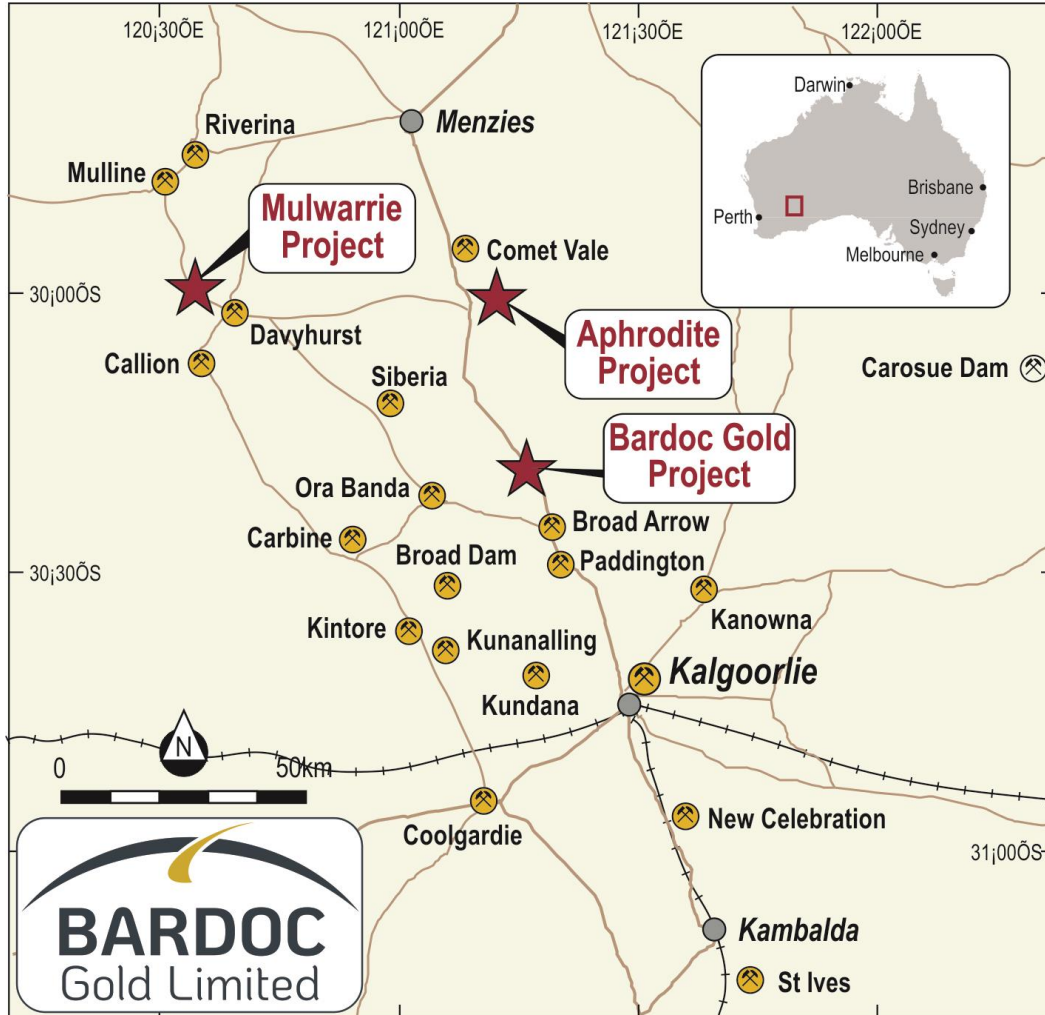 120¡30ÕE
121¡00ÕE
121¡30ÕE
122¡00ÕE
Darwin
Brisbane
Perth
Sydney
Melbourne
Menzies
Riverina
Mulline
Mulwarrie
Project
Comet Vale
30¡00ÕS
Davyhurst
Aphrodite
Project
Callion
Siberia
Carosue Dam
Bardoc Gold
Project
Ora Banda
Broad Arrow
Carbine
Broad Dam
Paddington
30¡30ÕS
Kanowna
Kintore
Kunanalling
Kalgoorlie
Kundana
N
0
50km
Coolgardie
New Celebration
31¡00ÕS
BARDOC
Gold Limited
Kambalda
St Ives